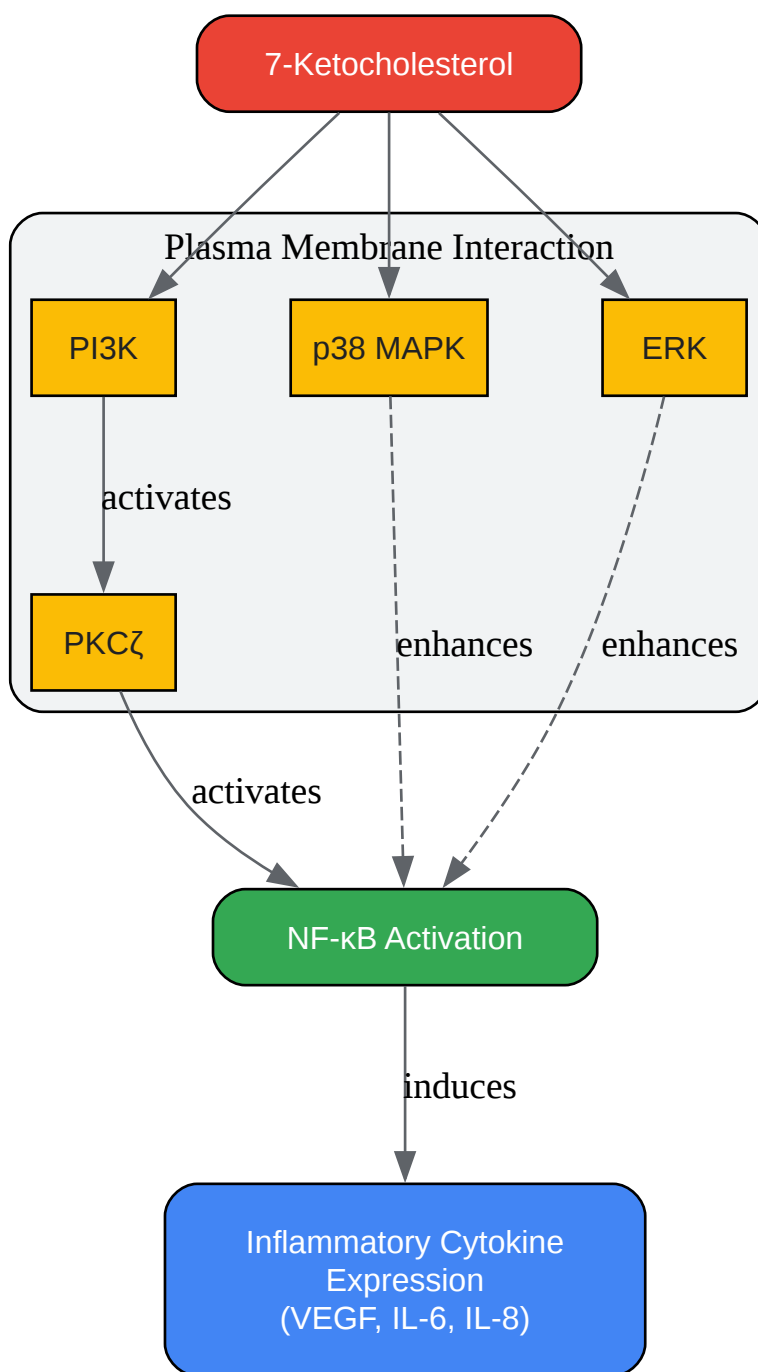 7-Ketocholesterol
Plasma Membrane Interaction
PI3K
p38 MAPK
ERK
activates
PKCζ
enhances
enhances
activates
NF-κB Activation
induces
Inflammatory Cytokine
Expression
(VEGF, IL-6, IL-8)